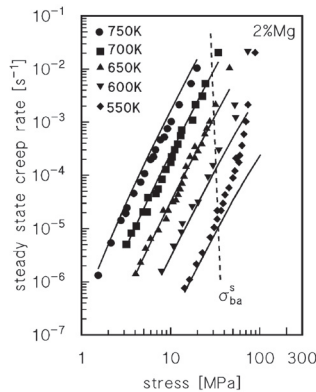 10⁻¹
2%Mg
750K
700K
650K
600K
550K
10⁻²
10⁻³
10⁻⁴
10⁻⁵
10⁻⁶
10⁻⁷
steady state creep rate [s⁻¹]
σˢba
1 10 100 300
stress [MPa]